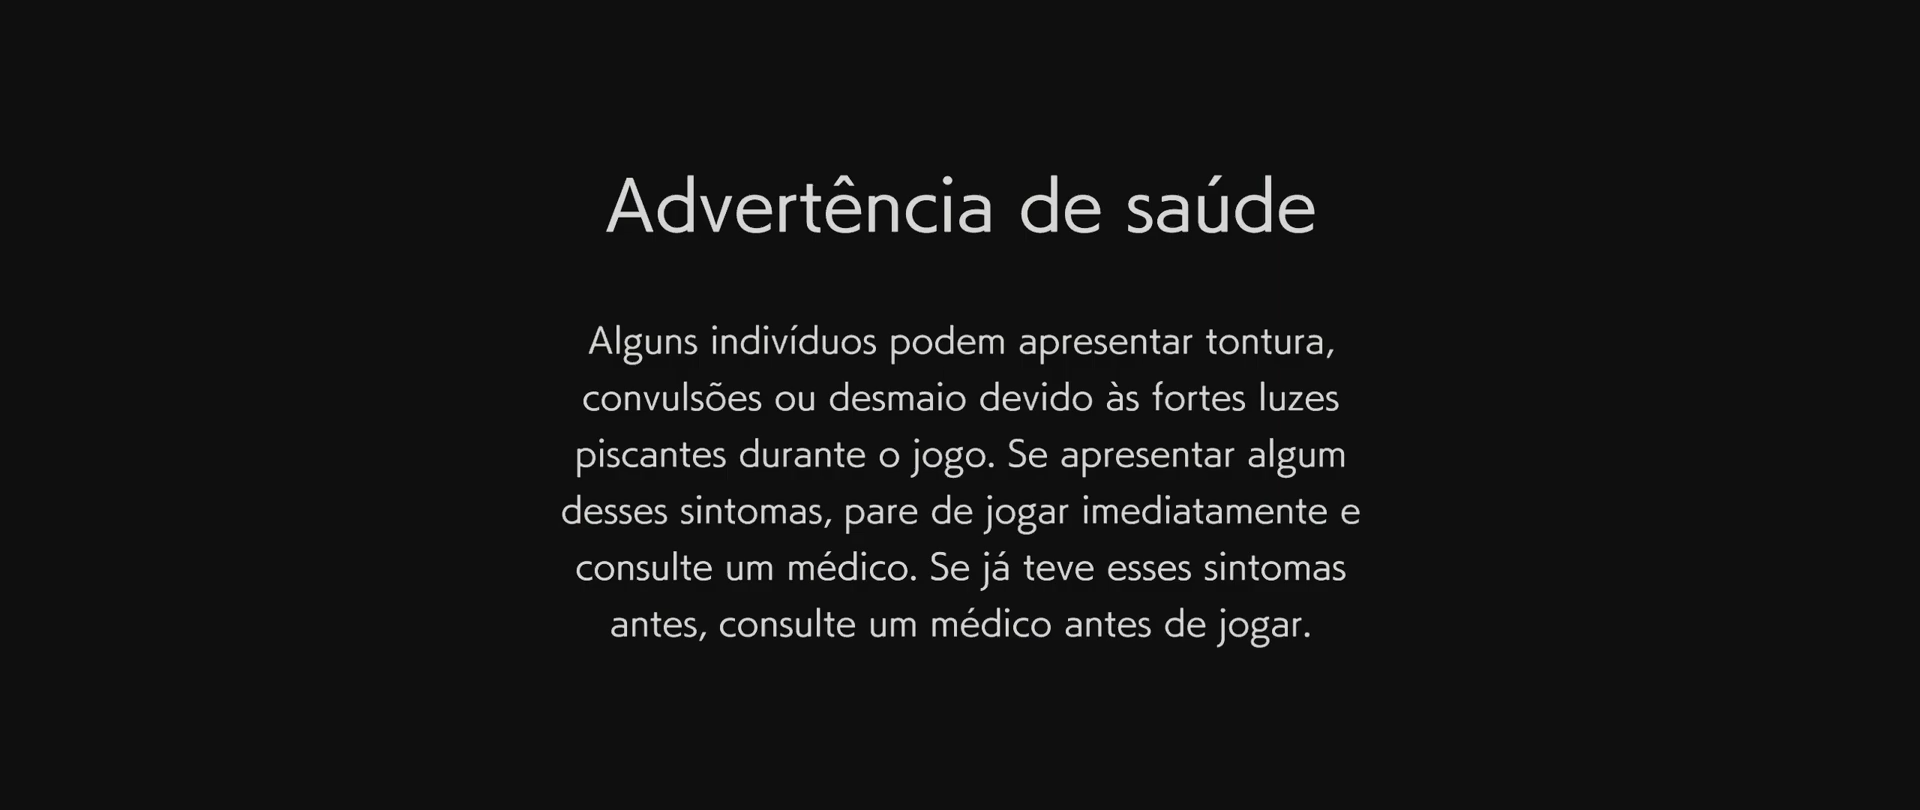 Advertência de saúde
Alguns indivíduos podem apresentar tontura,
convulsões ou desmaio devido às fortes luzes
piscantes durante o jogo. Se apresentar algum
desses sintomas, pare de jogar imediatamente e
consulte um médico. Se já teve esses sintomas
antes, consulte um médico antes de jogar.